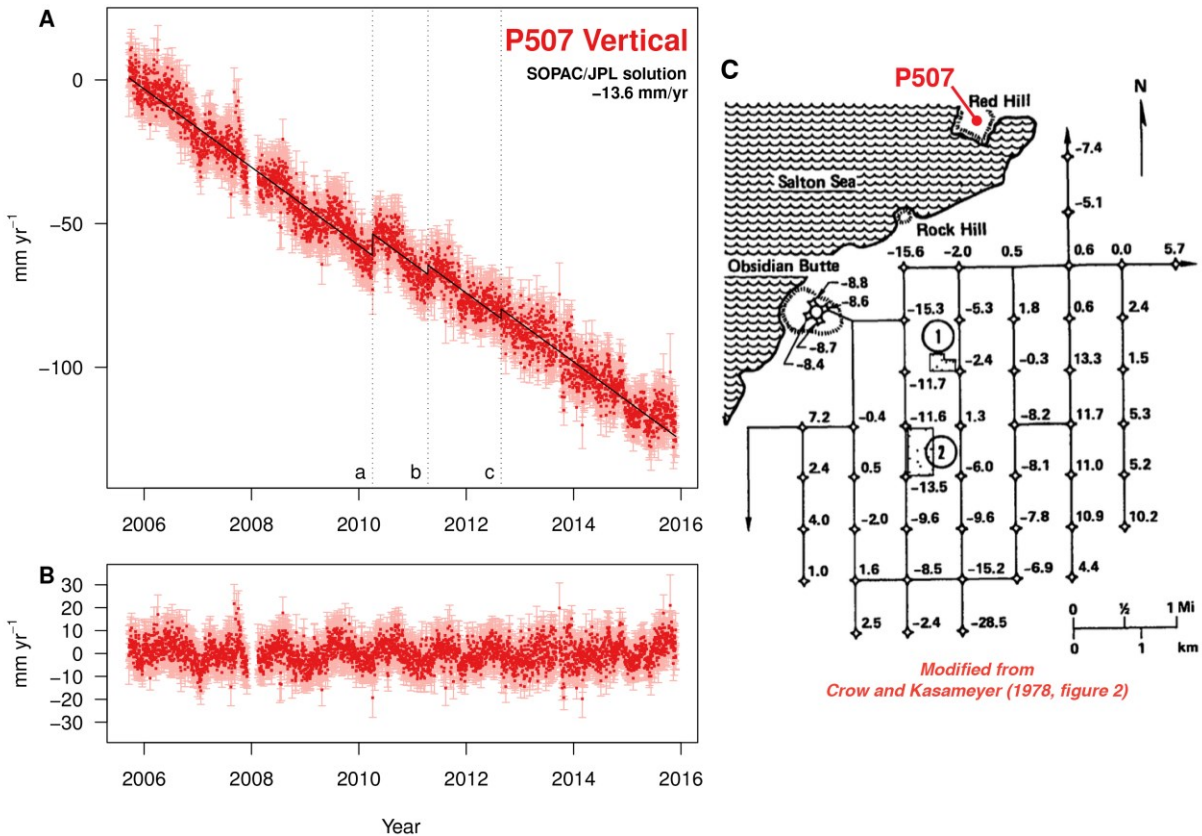 A
P507 Vertical
SOPAC/JPL solution
−13.6 mm/yr
mm yr⁻¹
0
−50
−100
a
b
c
2006
2008
2010
2012
2014
2016
B
mm yr⁻¹
30
20
10
0
−10
−20
−30
2006
2008
2010
2012
2014
2016
Year
C
P507
Red Hill
N
Salton Sea
Rock Hill
Obsidian Butte
−7.4
−5.1
−15.6 −2.0 0.5 0.6 0.0 5.7
−8.8
−8.6
−8.7
−8.4
−15.3 −5.3 1.8 0.6 2.4
1
−11.7 −2.4 −0.3 13.3 1.5
7.2 −0.4 −11.6 1.3 −8.2 11.7 5.3
2
2.4 0.5 −13.5 −6.0 −8.1 11.0 5.2
4.0 −2.0 −9.6 −9.6 −7.8 10.9 10.2
1.0 1.6 −8.5 −15.2 −6.9 4.4
2.5 −2.4 −28.5
0 ½ 1 Mi
0 1 km
Modified from
Crow and Kasameyer (1978, figure 2)